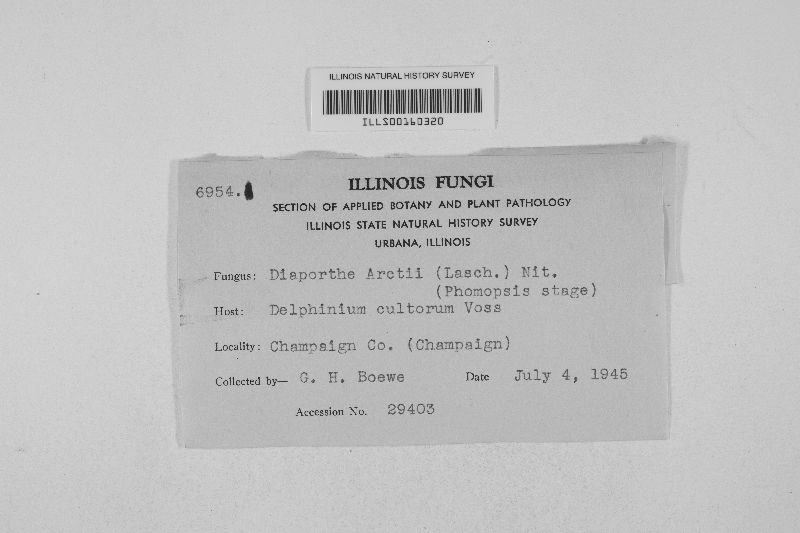 ILLINOIS NATURAL HISTORY SURVEY
ILLS00160320
6954.
ILLINOIS FUNGI
SECTION OF APPLIED BOTANY AND PLANT PATHOLOGY
ILLINOIS STATE NATURAL HISTORY SURVEY
URBANA, ILLINOIS
Fungus: Diaporthe Arctii (Lasch.) Nit.
(Phomopsis stage)
Host: Delphinium cultorum Voss
Locality: Champaign Co. (Champaign)
Collected by— G. H. Boewe Date July 4, 1945
Accession No. 29403